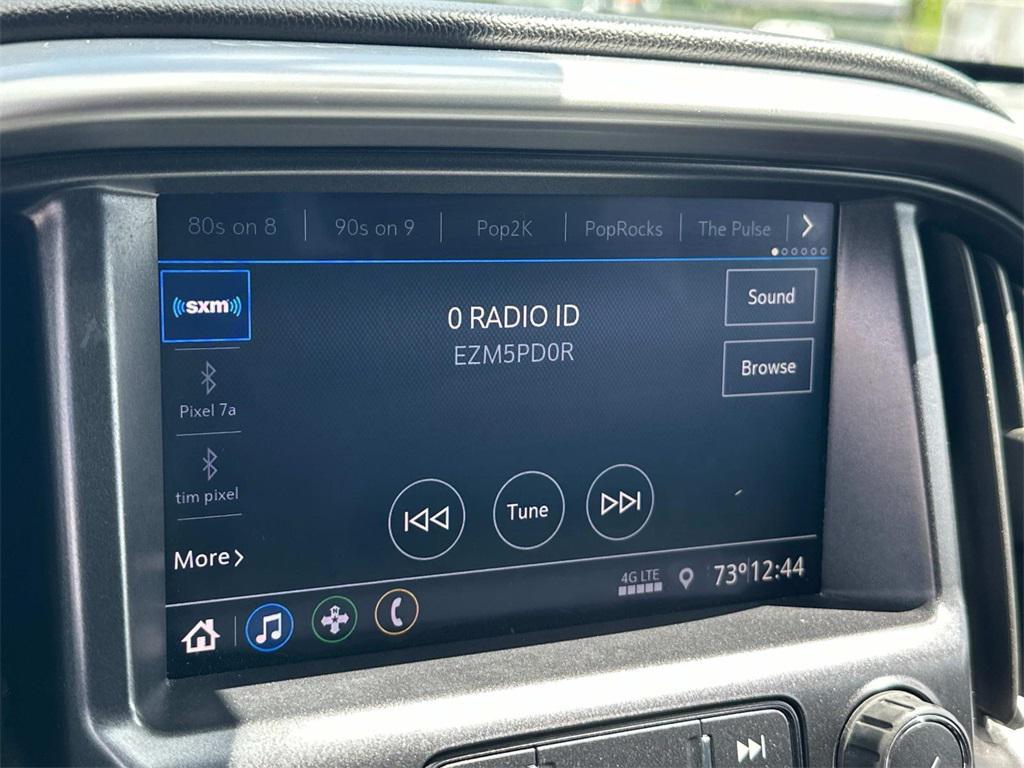 80s on 8 90s on 9 Pop2K PopRocks The Pulse
sxm
0 RADIO ID
EZM5PD0R
Sound
Browse
Pixel 7a
tim pixel
Tune
More
4G LTE
73° 12:44
N